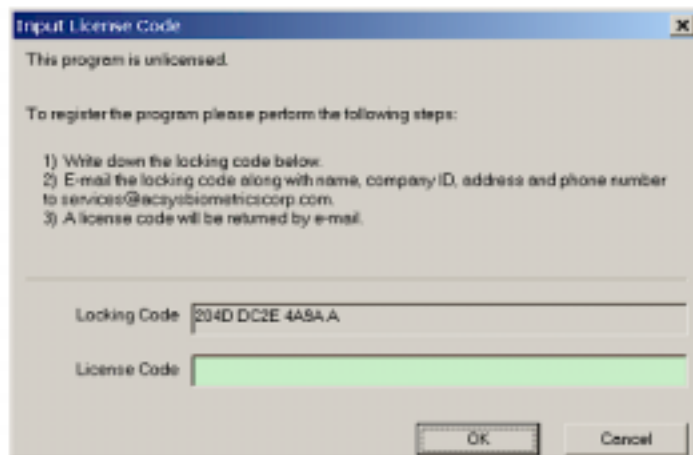 Input License Code
This program is unlicensed.
To register the program please perform the following steps:
1) Write down the locking code below.
2) E-mail the locking code along with name, company ID, address and phone number
to services@acsysbiometricscorp.com.
3) A license code will be returned by e-mail.
Locking Code 204D DC2E 4A9A A
License Code
OK Cancel